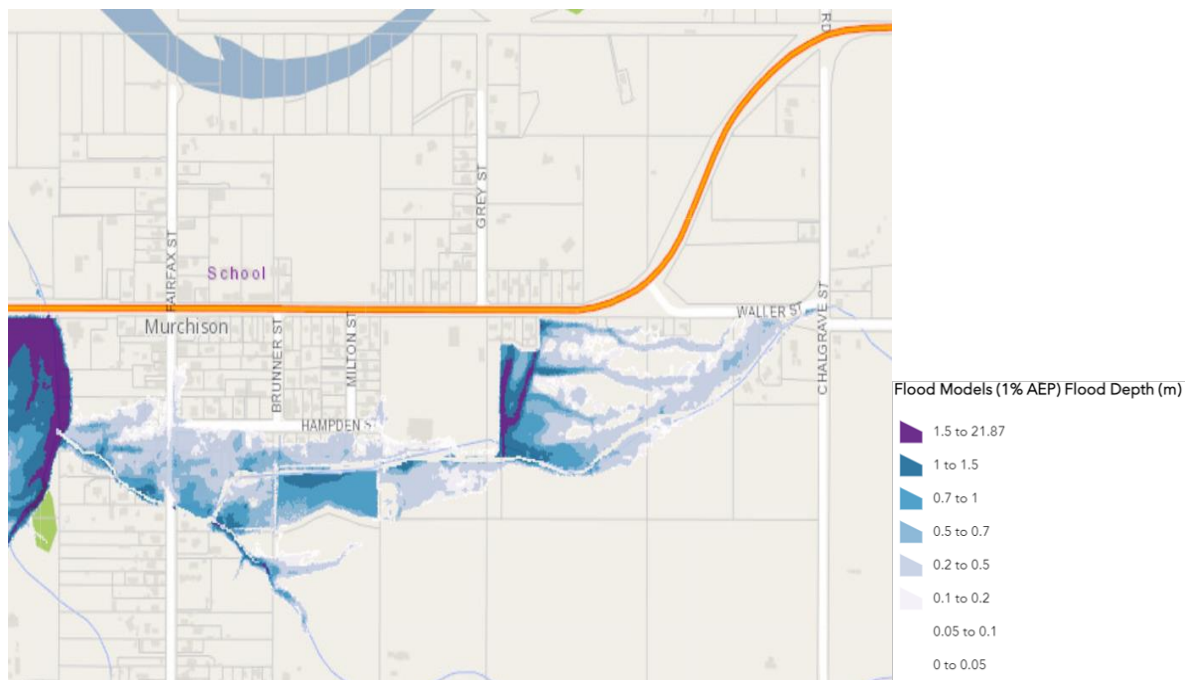 RD
GREY ST
FAIRFAX ST
School
WALLER ST
CHALGRAVE ST
Murchison
BRUNNER ST
MILTON ST
HAMPDEN ST
Flood Models (1% AEP) Flood Depth (m)
1.5 to 21.87
1 to 1.5
0.7 to 1
0.5 to 0.7
0.2 to 0.5
0.1 to 0.2
0.05 to 0.1
0 to 0.05